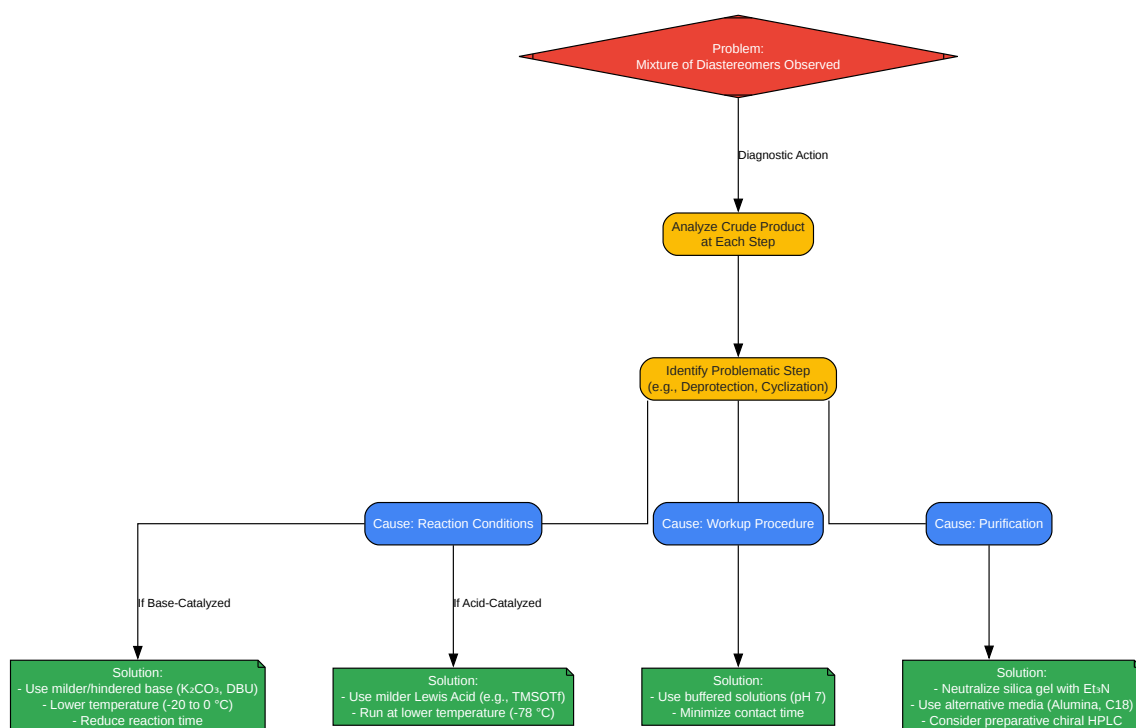 Problem:
Mixture of Diastereomers Observed
Diagnostic Action
Analyze Crude Product
at Each Step
Identify Problematic Step
(e.g., Deprotection, Cyclization)
Cause: Reaction Conditions
Cause: Workup Procedure
Cause: Purification
If Base-Catalyzed
If Acid-Catalyzed
Solution:
- Use milder/hindered base (K₂CO₃, DBU)
- Lower temperature (-20 to 0 °C)
- Reduce reaction time
Solution:
- Use milder Lewis Acid (e.g., TMSOTf)
- Run at lower temperature (-78 °C)
Solution:
- Use buffered solutions (pH 7)
- Minimize contact time
Solution:
- Neutralize silica gel with Et₃N
- Use alternative media (Alumina, C18)
- Consider preparative chiral HPLC